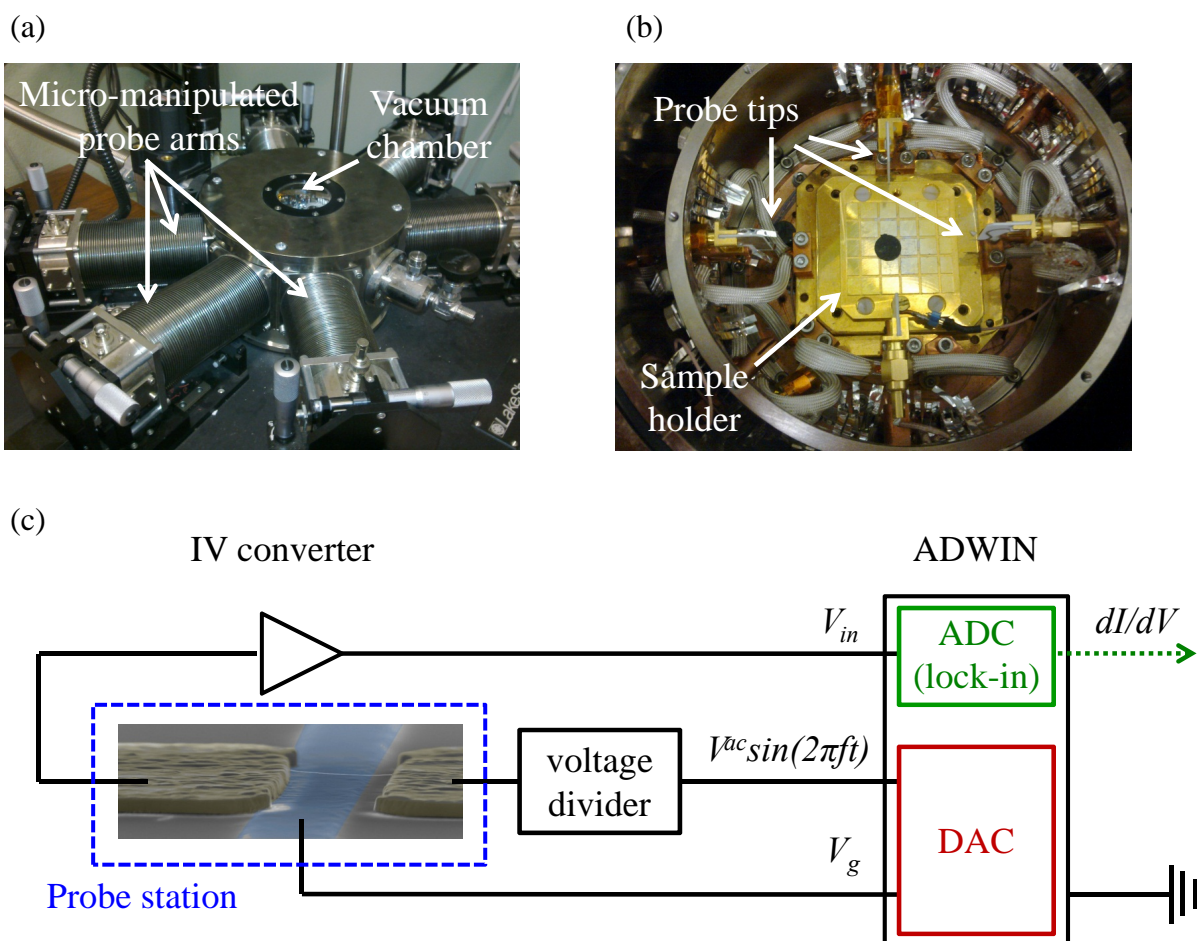 (a)
(b)
Micro-manipulated
probe arms
Vacuum
chamber
Probe tips
Sample
holder
(c)
IV converter
ADWIN
V_in
ADC
(lock-in)
dI/dV
voltage
divider
V^ac sin(2πft)
V_g
DAC
Probe station